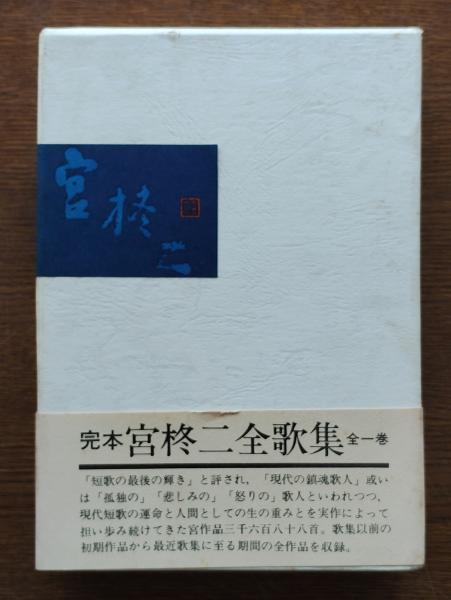 宮柊二
完本宮柊二全歌集全一巻
「短歌の最後の輝き」と評され，「現代の鎮魂歌人」或い
は「孤独の」「悲しみの」「怒りの」歌人といわれつつ，
現代短歌の運命と人間としての生の重みとを実作によって
担い歩み続けてきた宮作品三千六百八十八首。歌集以前の
初期作品から最近歌集に至る期間の全作品を収録。